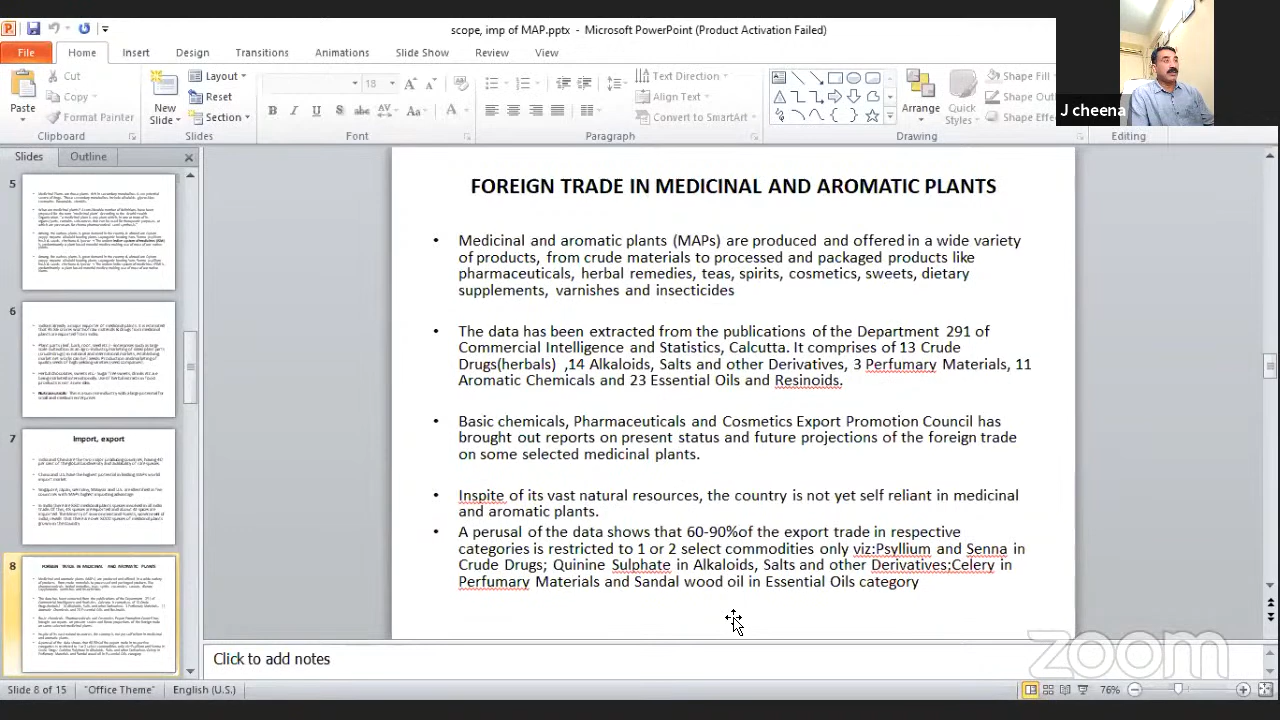 scope, imp of MAP.pptx - Microsoft PowerPoint (Product Activation Failed)
File Home Insert Design Transitions Animations Slide Show Review View
Cut
Copy
Format Painter
Paste
Clipboard
New
Slide
Layout
Reset
Section
Slides
18
Font
Text Direction
Align Text
Convert to SmartArt
Paragraph
Arrange
Quick
Styles
Shape Fill
Shape Out
Shape Effe
Drawing
Editing
J cheena
Slides Outline
5
6
7
Import, export
8
FOREIGN TRADE IN MEDICINAL AND AROMATIC PLANTS
FOREIGN TRADE IN MEDICINAL AND AROMATIC PLANTS
• Medicinal and aromatic plants (MAPs) are produced and offered in a wide variety
of products, from crude materials to processed and packaged products like
pharmaceuticals, herbal remedies, teas, spirits, cosmetics, sweets, dietary
supplements, varnishes and insecticides
• The data has been extracted from the publications of the Department 291 of
Commercial Intelligence and Statistics, Calcutta. It comprises of 13 Crude
Drugs(herbals) ,14 Alkaloids, Salts and other Derivatives, 3 Perfumary Materials, 11
Aromatic Chemicals and 23 Essential Oils and Resinoids.
• Basic chemicals, Pharmaceuticals and Cosmetics Export Promotion Council has
brought out reports on present status and future projections of the foreign trade
on some selected medicinal plants.
• Inspite of its vast natural resources, the country is not yet self reliant in medicinal
and aromatic plants.
• A perusal of the data shows that 60-90%of the export trade in respective
categories is restricted to 1 or 2 select commodities only viz:Psyllium and Senna in
Crude Drugs; Quinine Sulphate in Alkaloids, Salts and other Derivatives;Celery in
Perfumary Materials and Sandal wood oil in Essential Oils category
Click to add notes
zoom
Slide 8 of 15 "Office Theme" English (U.S.) 76%